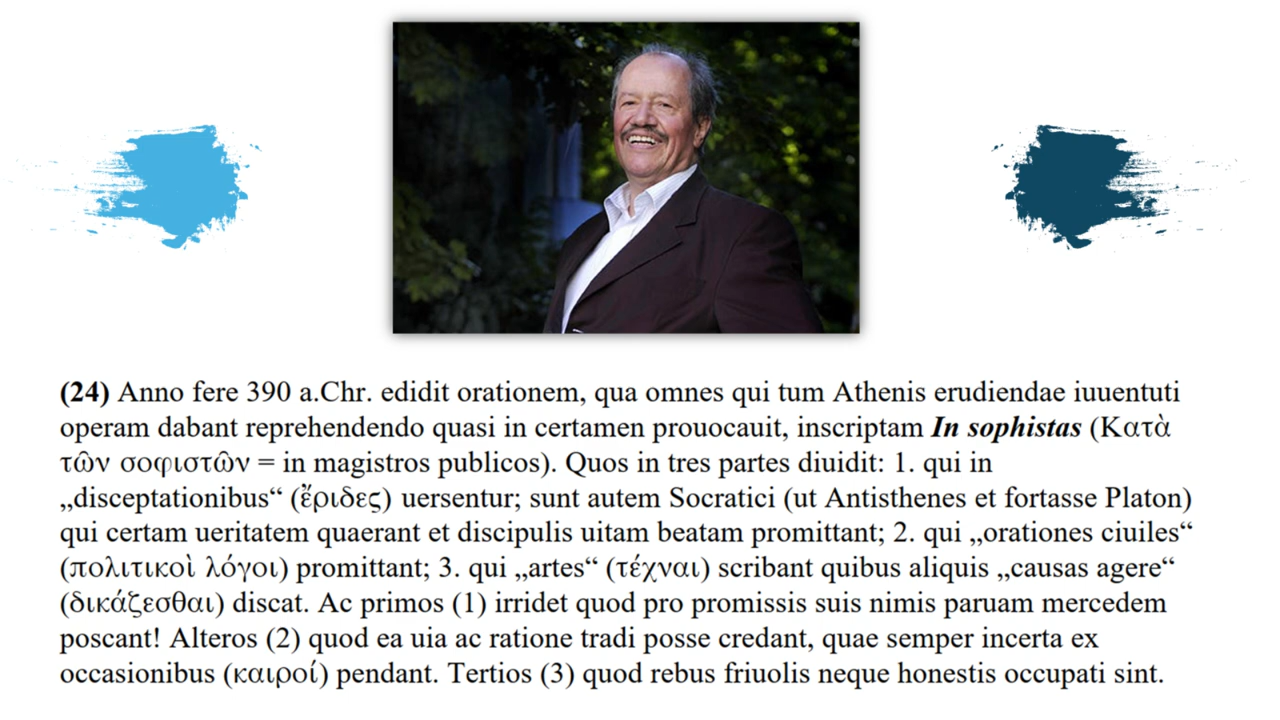 (24) Anno fere 390 a.Chr. edidit orationem, qua omnes qui tum Athenis erudiendae iuuentuti
operam dabant reprehendendo quasi in certamen prouocauit, inscriptam In sophistas (Κατὰ
τῶν σοφιστῶν = in magistros publicos). Quos in tres partes diuidit: 1. qui in
„disceptationibus“ (ἔριδες) uersentur; sunt autem Socratici (ut Antisthenes et fortasse Platon)
qui certam ueritatem quaerant et discipulis uitam beatam promittant; 2. qui „orationes ciuiles“
(πολιτικοὶ λόγοι) promittant; 3. qui „artes“ (τέχναι) scribant quibus aliquis „causas agere“
(δικάζεσθαι) discat. Ac primos (1) irridet quod pro promissis suis nimis paruam mercedem
poscant! Alteros (2) quod ea uia ac ratione tradi posse credant, quae semper incerta ex
occasionibus (καιροί) pendant. Tertios (3) quod rebus friuolis neque honestis occupati sint.